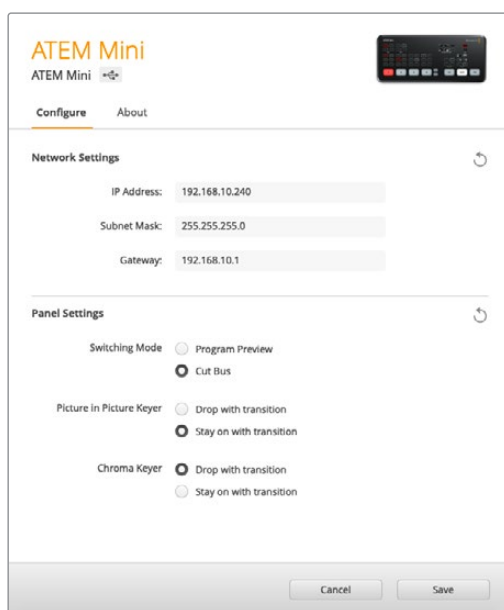 ATEM Mini
ATEM Mini
Configure About
Network Settings
IP Address: 192.168.10.240
Subnet Mask: 255.255.255.0
Gateway: 192.168.10.1
Panel Settings
Switching Mode Program Preview
Cut Bus
Picture in Picture Keyer Drop with transition
Stay on with transition
Chroma Keyer Drop with transition
Stay on with transition
Cancel Save